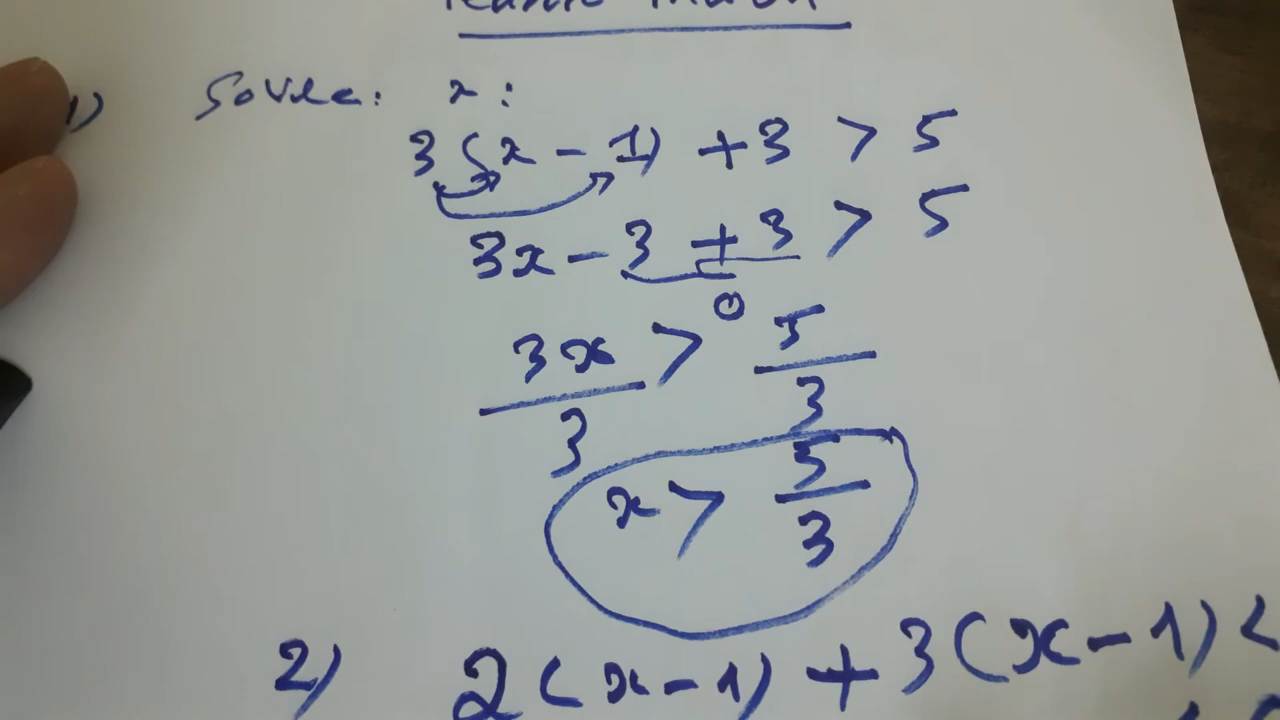 1) Solve: x:
3(x - 1) + 3 > 5
3x - 3 + 3 > 5
0
3x/3 > 5/3
x > 5/3
2) 2(x - 1) + 3(x - 1) <